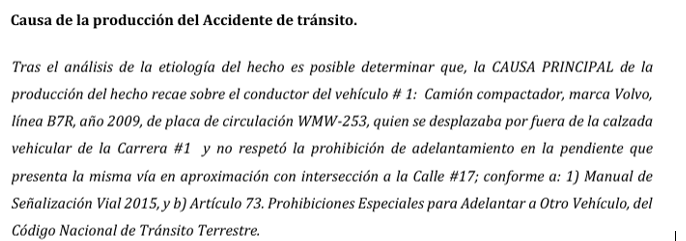 Causa de la producción del Accidente de tránsito.
Tras el análisis de la etiología del hecho es posible determinar que, la CAUSA PRINCIPAL de la
producción del hecho recae sobre el conductor del vehículo # 1: Camión compactador, marca Volvo,
línea B7R, año 2009, de placa de circulación WMW-253, quien se desplazaba por fuera de la calzada
vehicular de la Carrera #1 y no respetó la prohibición de adelantamiento en la pendiente que
presenta la misma vía en aproximación con intersección a la Calle #17; conforme a: 1) Manual de
Señalización Vial 2015, y b) Artículo 73. Prohibiciones Especiales para Adelantar a Otro Vehículo, del
Código Nacional de Tránsito Terrestre.